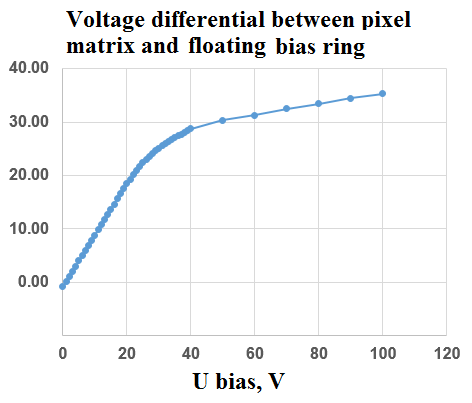 Voltage differential between pixel
matrix and floating bias ring
40.00
30.00
20.00
10.00
0.00
0 20 40 60 80 100 120
U bias, V